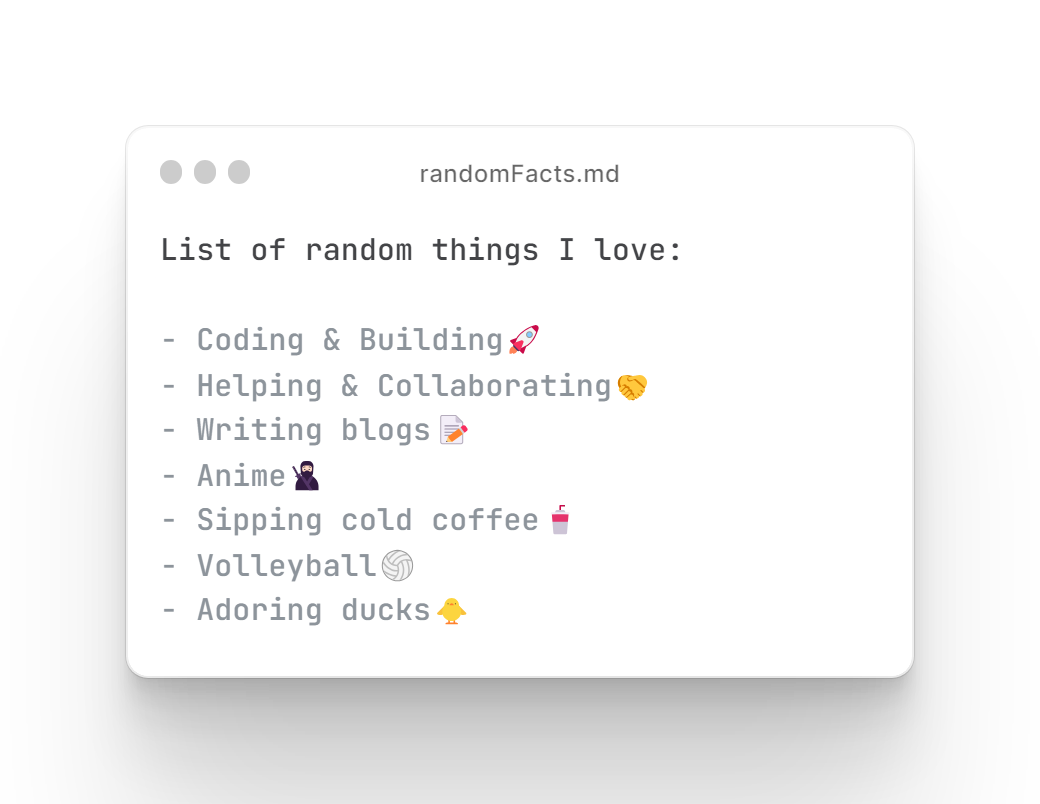 randomFacts.md
List of random things I love:
- Coding & Building🚀
- Helping & Collaborating🤝
- Writing blogs📝
- Anime🥷
- Sipping cold coffee🥤
- Volleyball🏐
- Adoring ducks🐥